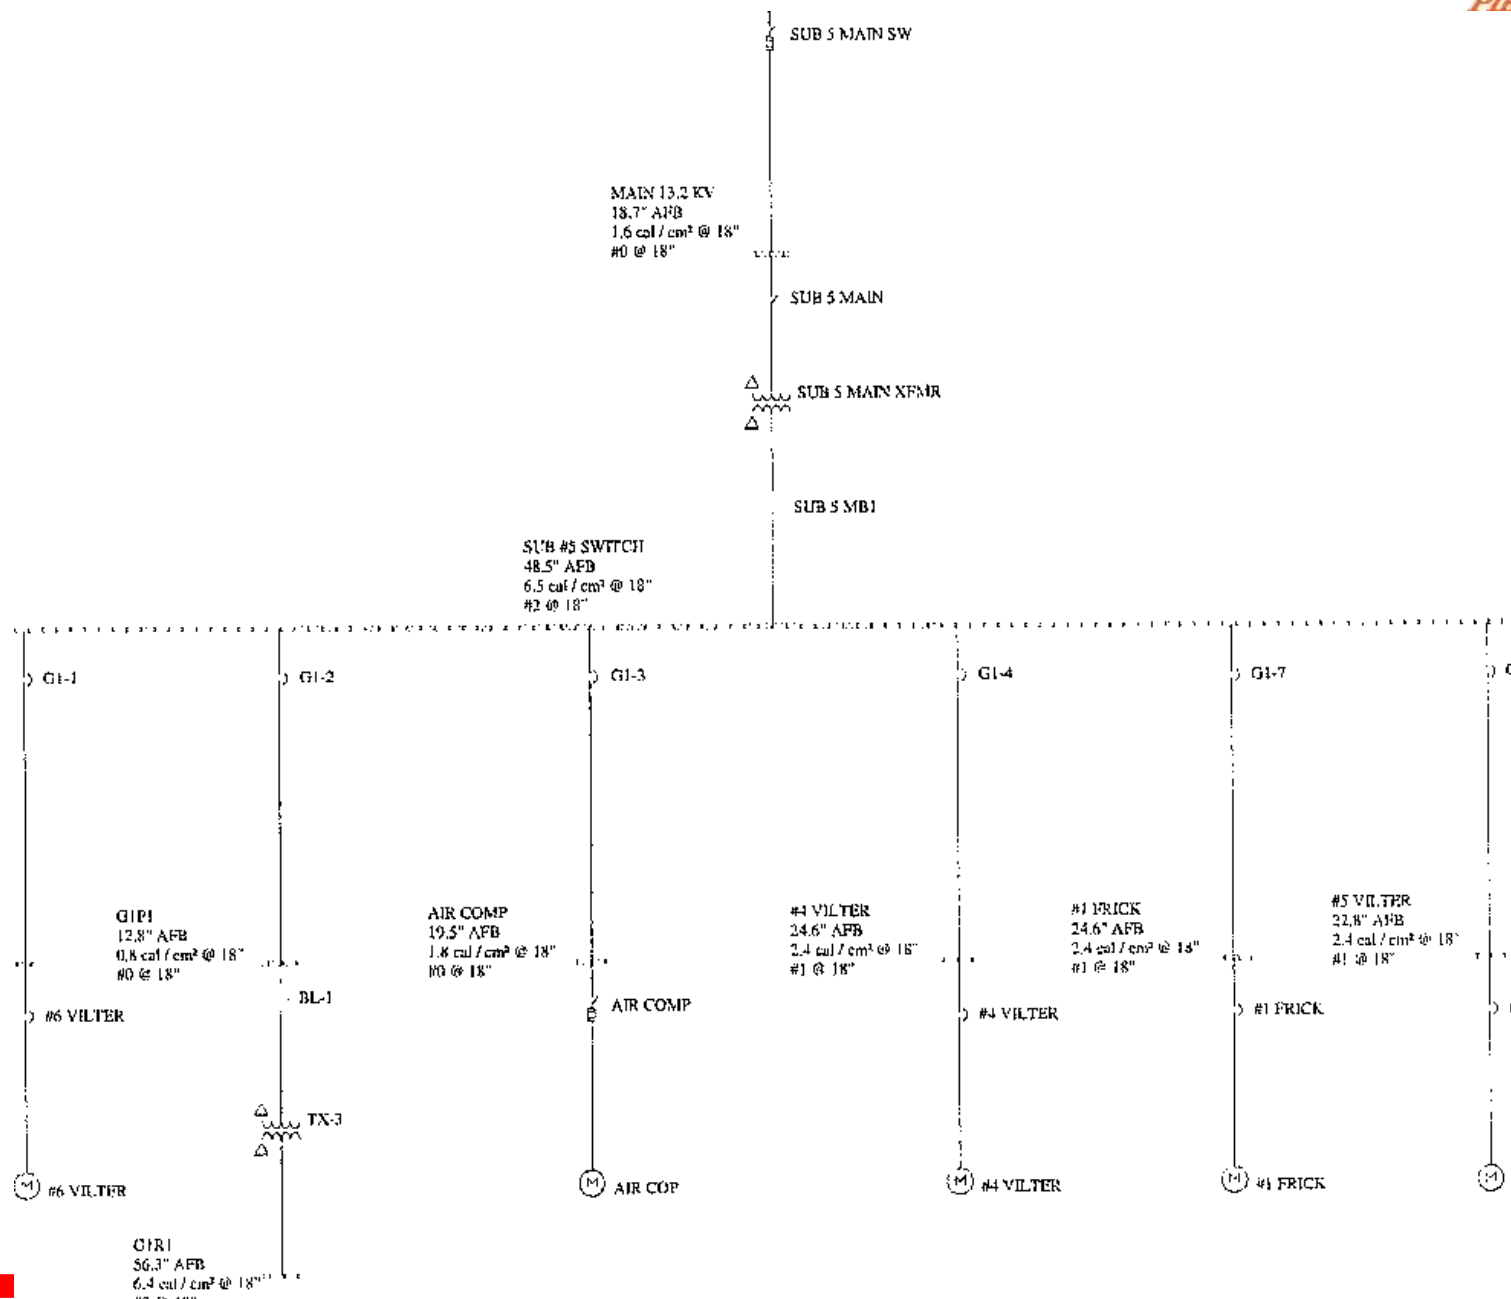 SUB 5 MAIN SW
MAIN 13.2 KV
18.7" AFB
1.6 cal / cm² @ 18"
#0 @ 18"
SUB 5 MAIN
SUB 5 MAIN XFMR
SUB 5 MB1
SUB #5 SWITCH
48.5" AFB
6.5 cal / cm² @ 18"
#2 @ 18"
G1-1
G1-2
G1-3
G1-4
G1-7
G1P1
12.8" AFB
0.8 cal / cm² @ 18"
#0 @ 18"
AIR COMP
19.5" AFB
1.8 cal / cm² @ 18"
#0 @ 18"
#4 VILTER
24.6" AFB
2.4 cal / cm² @ 18"
#1 @ 18"
#1 FRICK
24.6" AFB
2.4 cal / cm² @ 18"
#1 @ 18"
#5 VILTER
22.8" AFB
2.4 cal / cm² @ 18"
#1 @ 18"
BL-1
#6 VILTER
AIR COMP
#4 VILTER
#1 FRICK
TX-3
M #6 VILTER
M AIR COP
M #4 VILTER
M #1 FRICK
M
G1R1
56.3" AFB
6.4 cal / cm² @ 18"